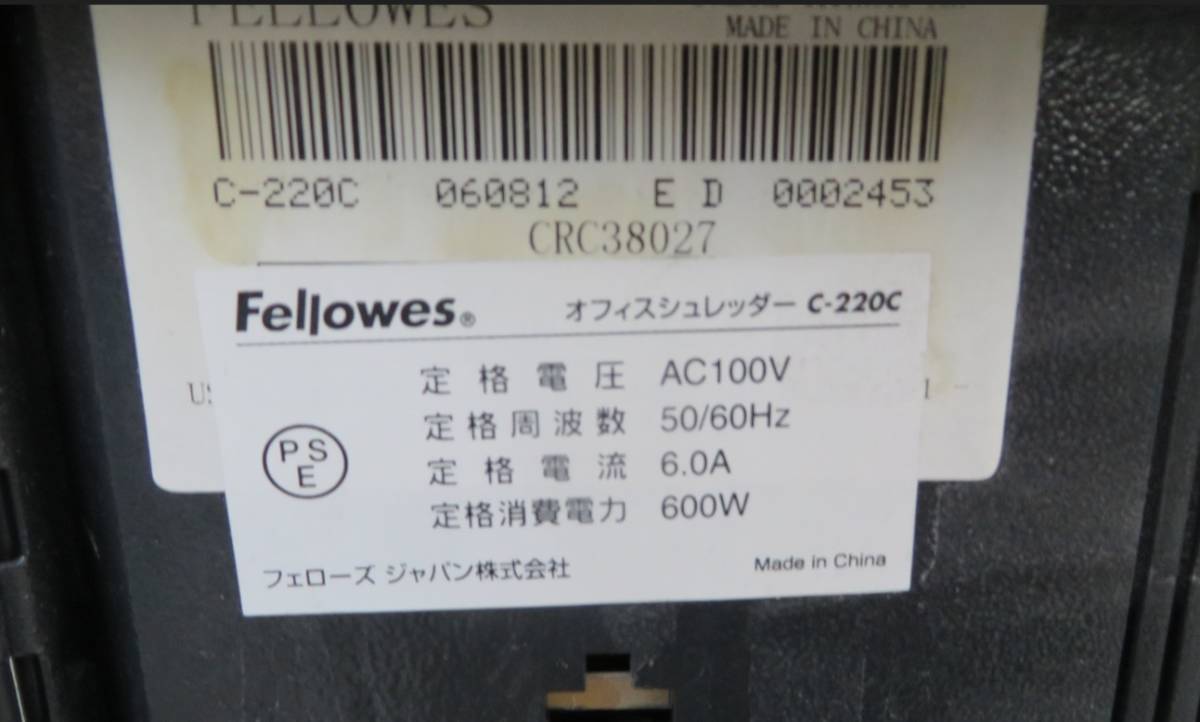 FELLOWES
MADE IN CHINA
C-220C 060812 E D 0002453
CRC38027
Fellowes® オフィスシュレッダー C-220C
定格電圧 AC100V
定格周波数 50/60Hz
PSE
定格電流 6.0A
定格消費電力 600W
フェローズ ジャパン株式会社 Made in China